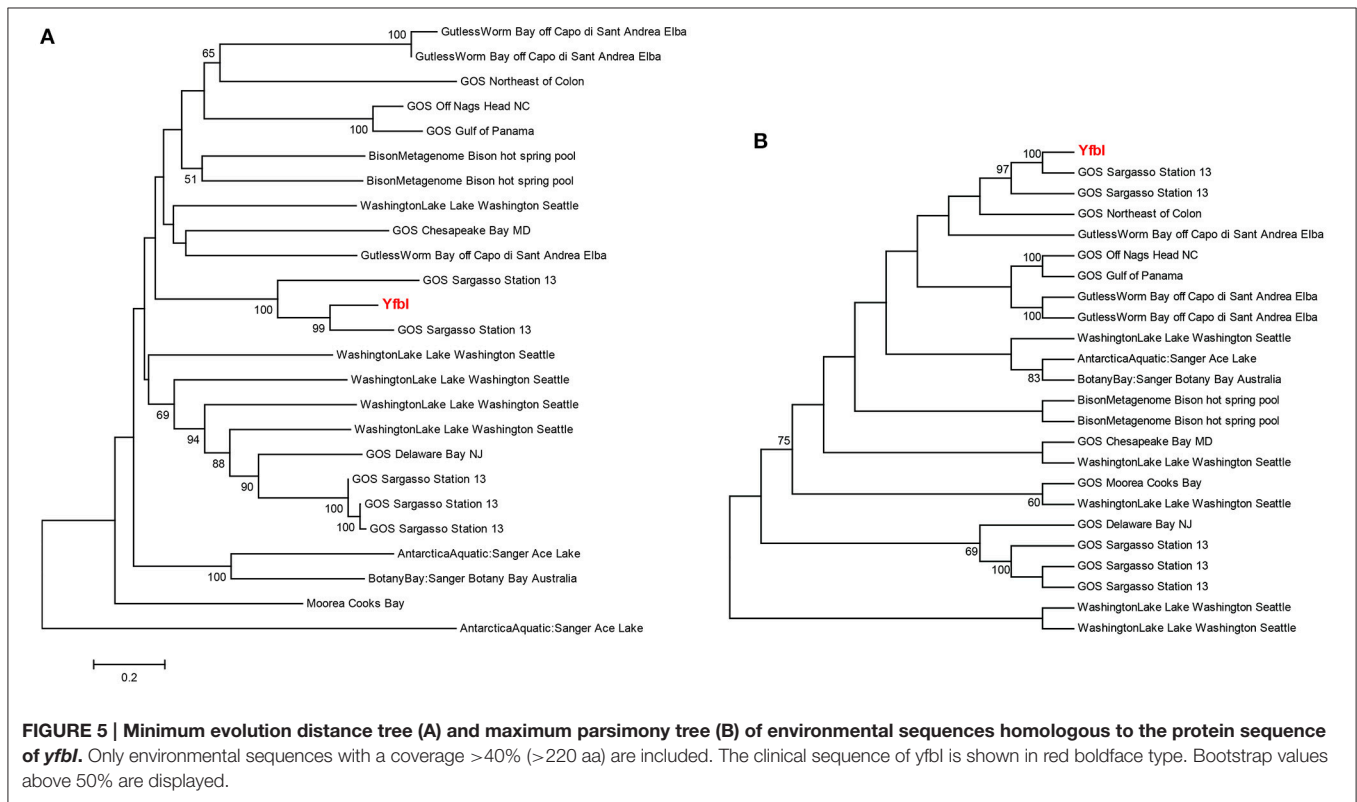 A
100
GutlessWorm Bay off Capo di Sant Andrea Elba
GutlessWorm Bay off Capo di Sant Andrea Elba
65
GOS Northeast of Colon
GOS Off Nags Head NC
100
GOS Gulf of Panama
BisonMetagenome Bison hot spring pool
51
BisonMetagenome Bison hot spring pool
WashingtonLake Lake Washington Seattle
GOS Chesapeake Bay MD
GutlessWorm Bay off Capo di Sant Andrea Elba
GOS Sargasso Station 13
100
YfbI
99
GOS Sargasso Station 13
WashingtonLake Lake Washington Seattle
WashingtonLake Lake Washington Seattle
69
WashingtonLake Lake Washington Seattle
94
WashingtonLake Lake Washington Seattle
88
GOS Delaware Bay NJ
90
GOS Sargasso Station 13
100
GOS Sargasso Station 13
100
GOS Sargasso Station 13
AntarcticaAquatic:Sanger Ace Lake
100
BotanyBay:Sanger Botany Bay Australia
Moorea Cooks Bay
AntarcticaAquatic:Sanger Ace Lake
0.2
B
100
YfbI
97
GOS Sargasso Station 13
GOS Sargasso Station 13
GOS Northeast of Colon
GutlessWorm Bay off Capo di Sant Andrea Elba
100
GOS Off Nags Head NC
GOS Gulf of Panama
GutlessWorm Bay off Capo di Sant Andrea Elba
100
GutlessWorm Bay off Capo di Sant Andrea Elba
WashingtonLake Lake Washington Seattle
AntarcticaAquatic:Sanger Ace Lake
83
BotanyBay:Sanger Botany Bay Australia
BisonMetagenome Bison hot spring pool
BisonMetagenome Bison hot spring pool
75
GOS Chesapeake Bay MD
WashingtonLake Lake Washington Seattle
GOS Moorea Cooks Bay
60
WashingtonLake Lake Washington Seattle
GOS Delaware Bay NJ
69
GOS Sargasso Station 13
100
GOS Sargasso Station 13
GOS Sargasso Station 13
WashingtonLake Lake Washington Seattle
WashingtonLake Lake Washington Seattle
FIGURE 5 | Minimum evolution distance tree (A) and maximum parsimony tree (B) of environmental sequences homologous to the protein sequence
of yfbI. Only environmental sequences with a coverage >40% (>220 aa) are included. The clinical sequence of yfbI is shown in red boldface type. Bootstrap values
above 50% are displayed.